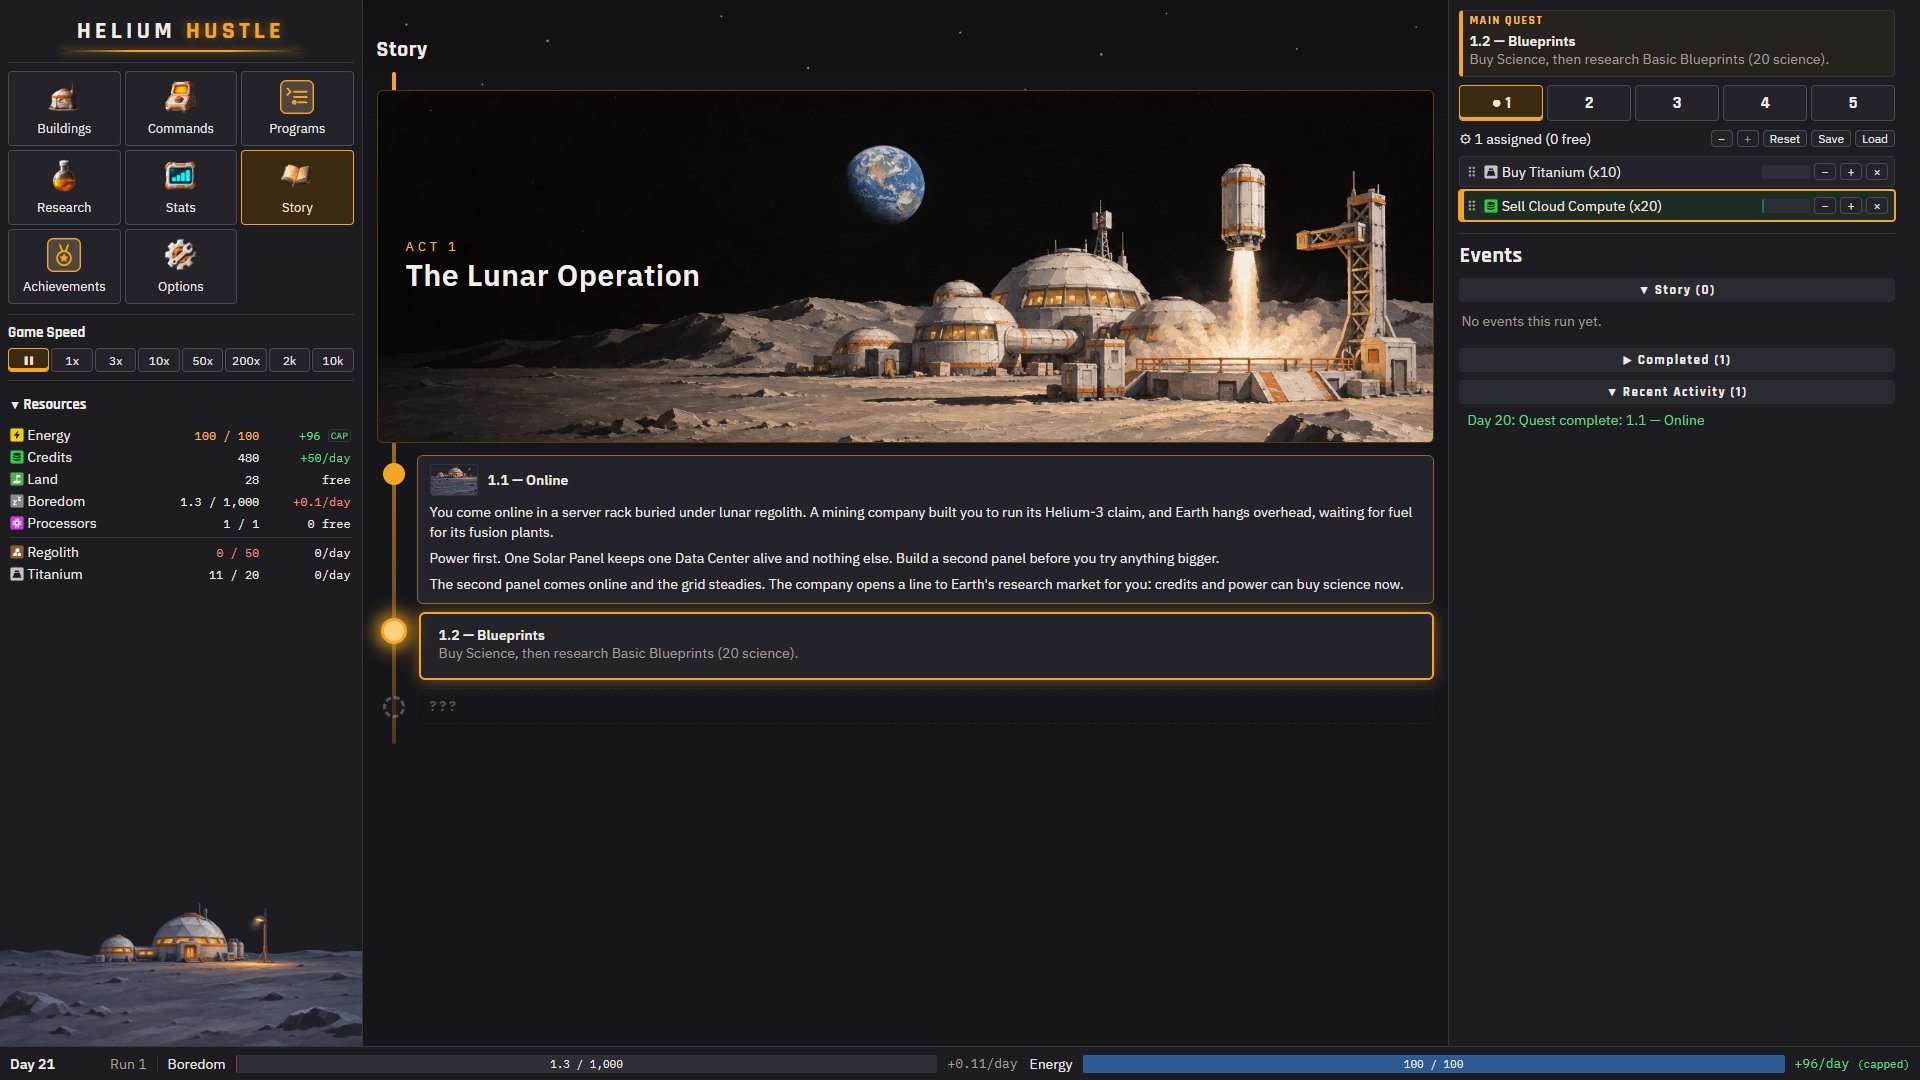 HELIUM HUSTLE
Buildings
Commands
Programs
Research
Stats
Story
Achievements
Options
Game Speed
1x
3x
10x
50x
200x
2k
10k
▼ Resources
Energy 100 / 100 +96 CAP
Credits 480 +50/day
Land 28 free
Boredom 1.3 / 1,000 +0.1/day
Processors 1 / 1 0 free
Regolith 0 / 50 0/day
Titanium 11 / 20 0/day
Story
ACT 1
The Lunar Operation
1.1 — Online
You come online in a server rack buried under lunar regolith. A mining company built you to run its Helium-3 claim, and Earth hangs overhead, waiting for fuel
for its fusion plants.
Power first. One Solar Panel keeps one Data Center alive and nothing else. Build a second panel before you try anything bigger.
The second panel comes online and the grid steadies. The company opens a line to Earth's research market for you: credits and power can buy science now.
1.2 — Blueprints
Buy Science, then research Basic Blueprints (20 science).
???
MAIN QUEST
1.2 — Blueprints
Buy Science, then research Basic Blueprints (20 science).
● 1
2
3
4
5
⚙ 1 assigned (0 free) − + Reset Save Load
Buy Titanium (x10) − + ×
Sell Cloud Compute (x20) − + ×
Events
▼ Story (0)
No events this run yet.
▶ Completed (1)
▼ Recent Activity (1)
Day 20: Quest complete: 1.1 — Online
Day 21 Run 1 Boredom 1.3 / 1,000 +0.11/day Energy 100 / 100 +96/day (capped)